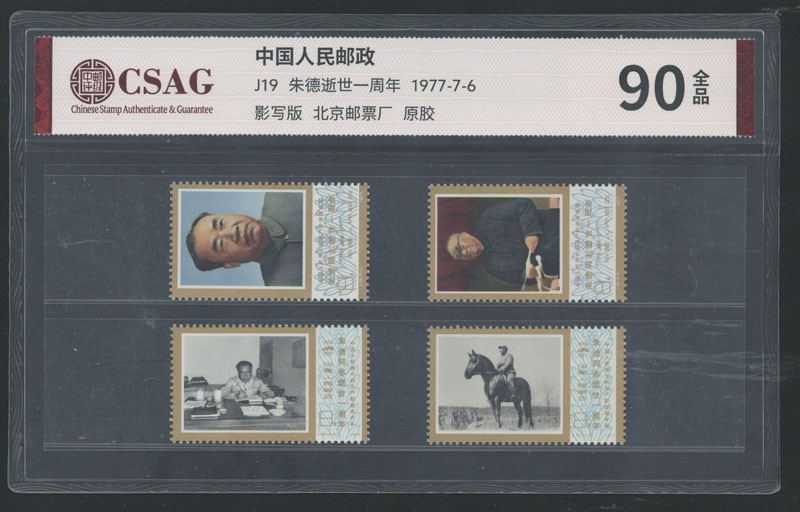 中国人民邮政
CSAG
Chinese Stamp Authenticate & Guarantee
J19 朱德逝世一周年 1977-7-6
影写版 北京邮票厂 原胶
90 全品